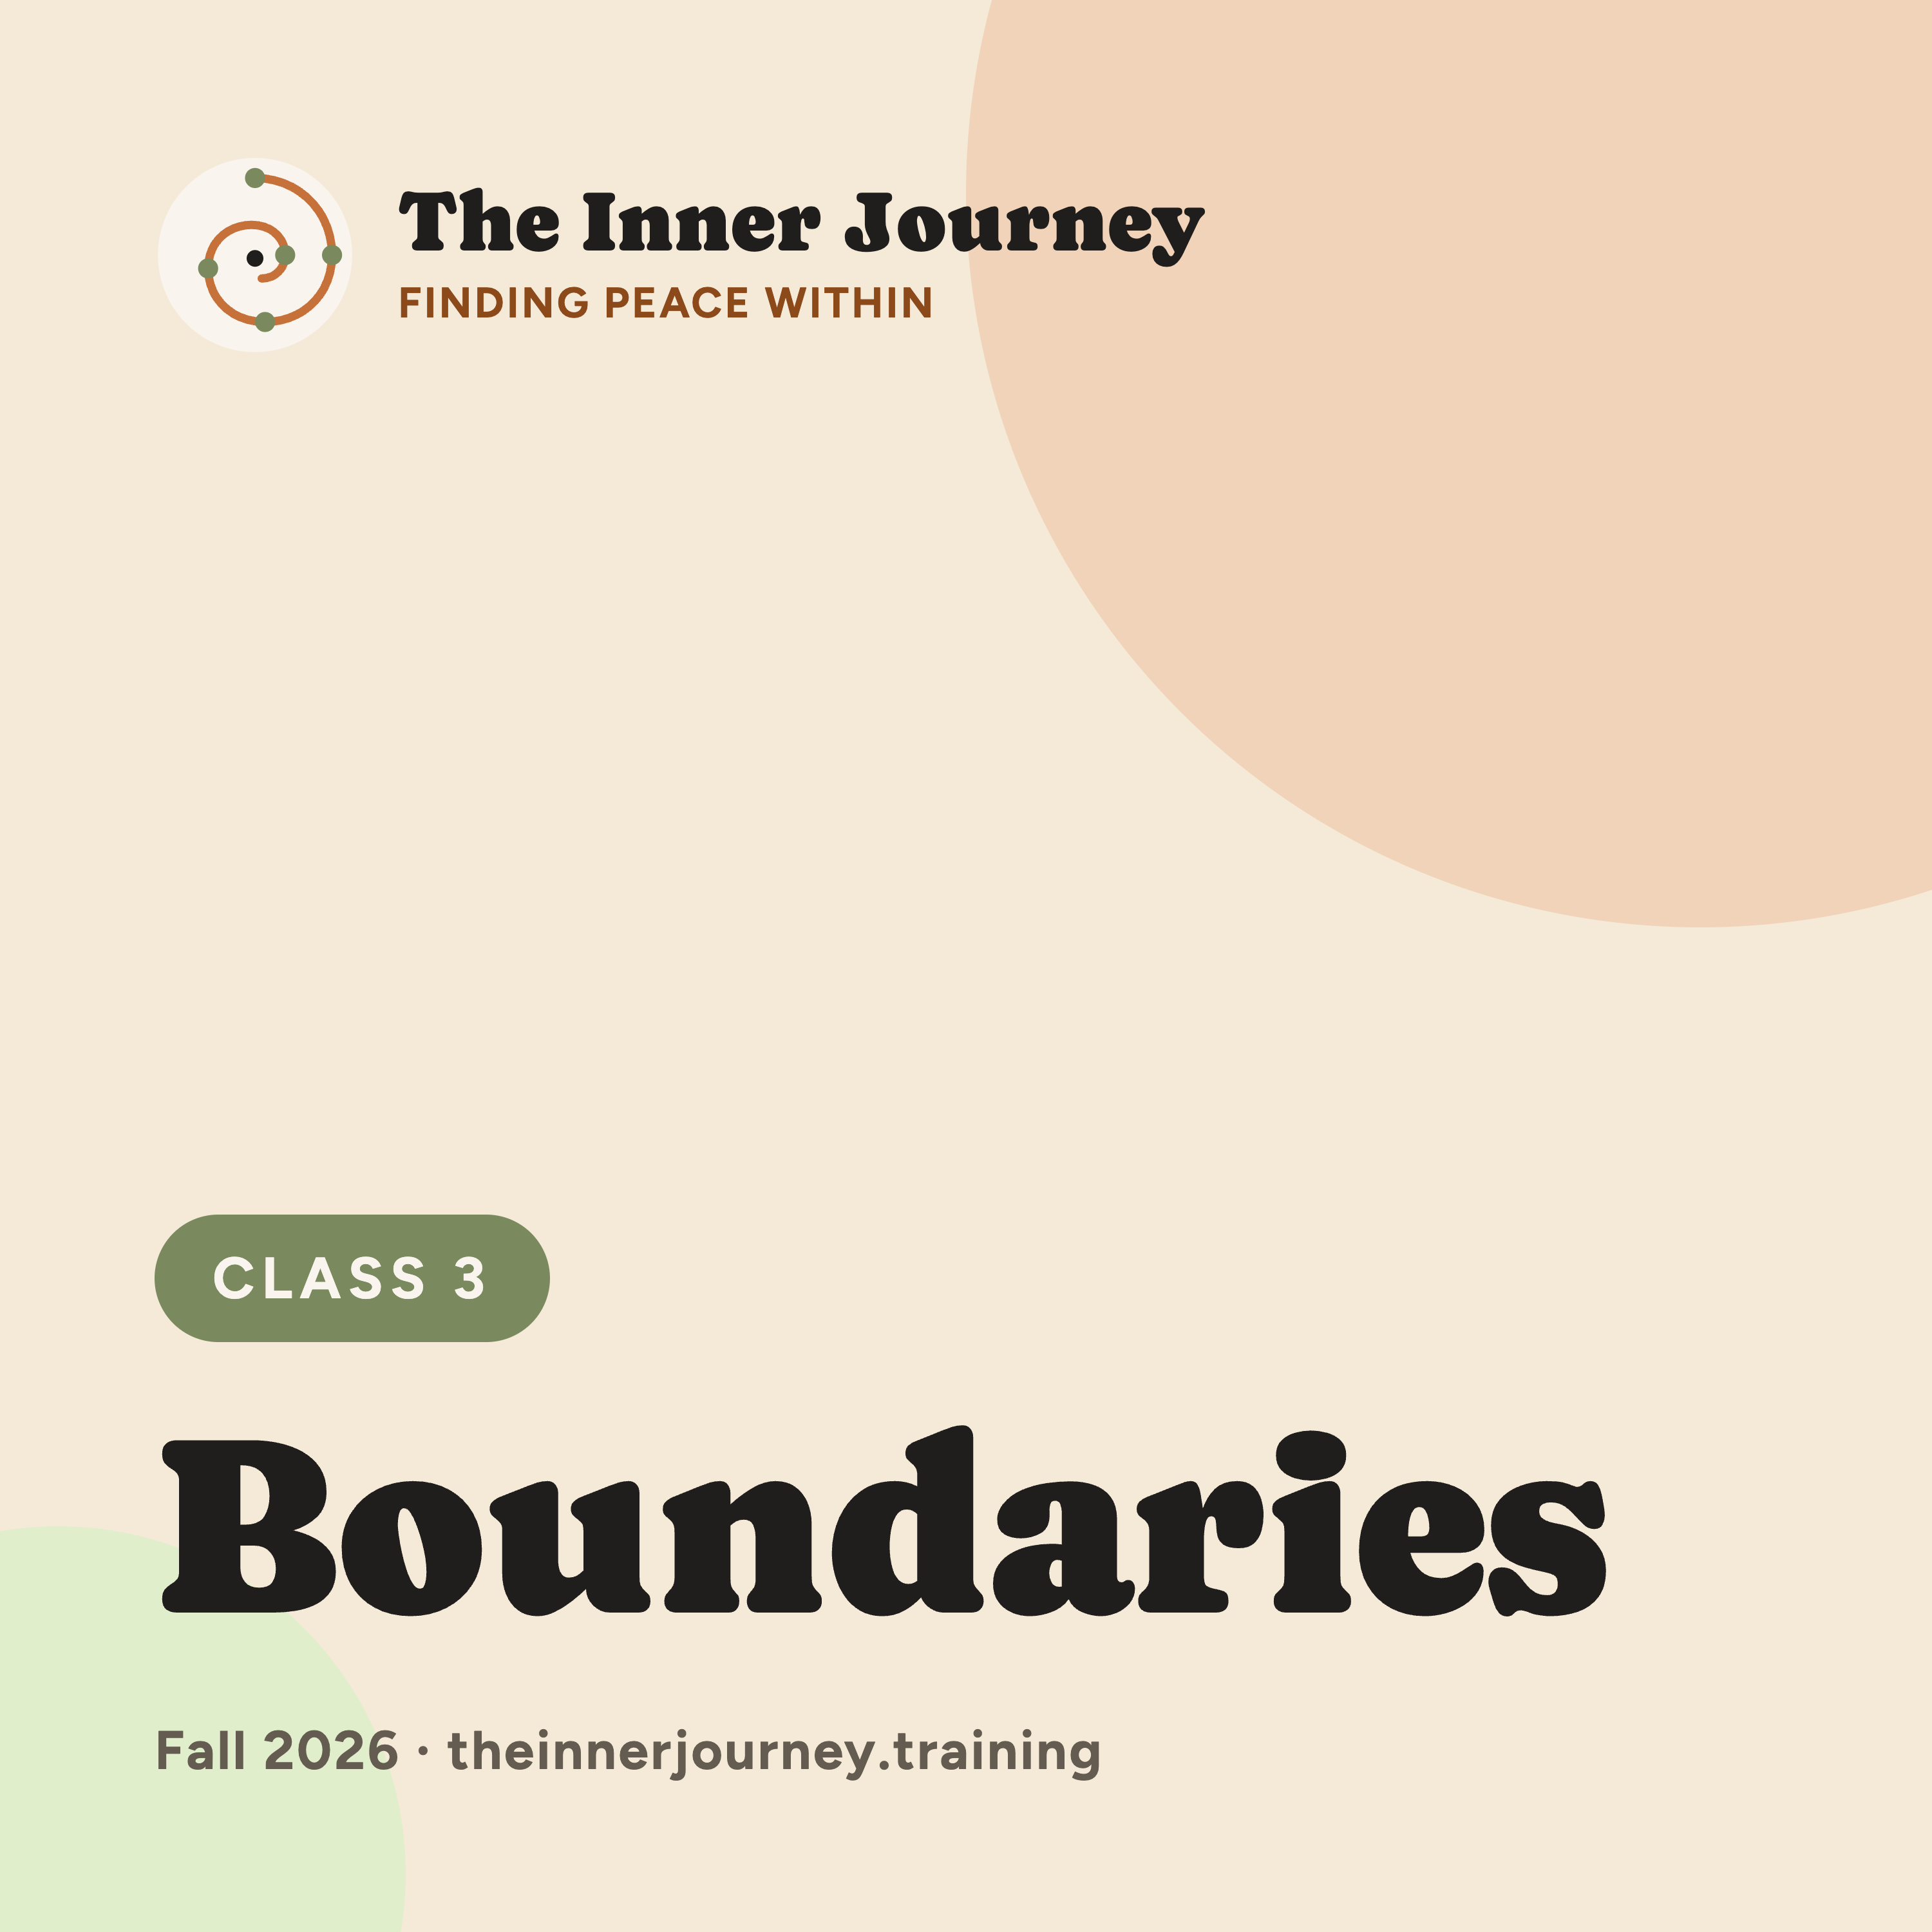 The Inner Journey
FINDING PEACE WITHIN
CLASS 3
Boundaries
Fall 2026 · theinnerjourney.training